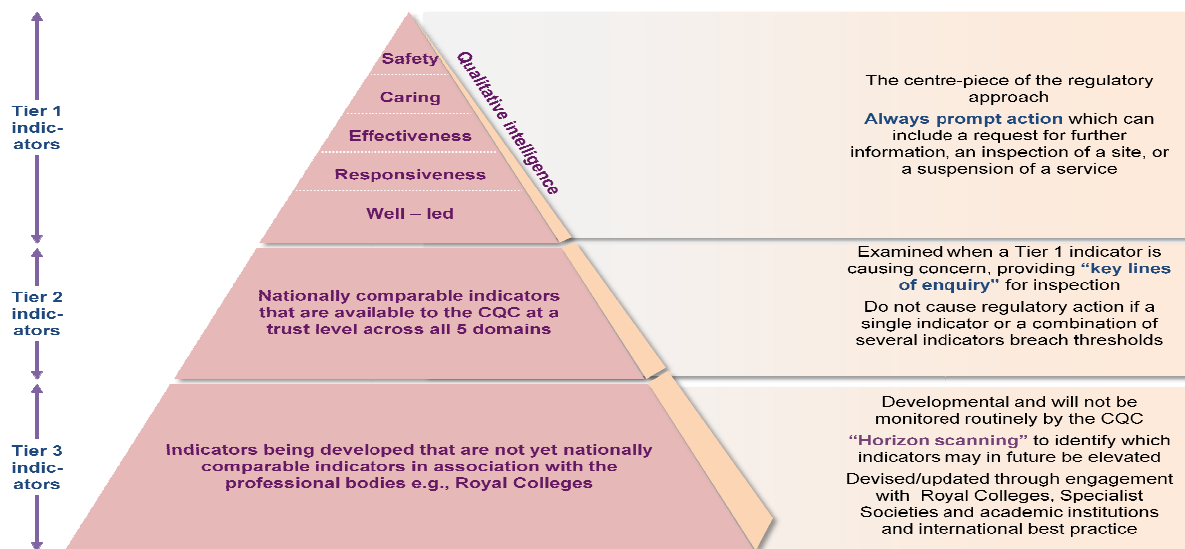 Tier 1
indic-
ators
Safety
Caring
Effectiveness
Responsiveness
Well – led
Qualitative intelligence
The centre-piece of the regulatory
approach
Always prompt action which can
include a request for further
information, an inspection of a site, or
a suspension of a service
Tier 2
indic-
ators
Nationally comparable indicators
that are available to the CQC at a
trust level across all 5 domains
Examined when a Tier 1 indicator is
causing concern, providing “key lines
of enquiry” for inspection
Do not cause regulatory action if a
single indicator or a combination of
several indicators breach thresholds
Tier 3
indic-
ators
Indicators being developed that are not yet nationally
comparable indicators in association with the
professional bodies e.g., Royal Colleges
Developmental and will not be
monitored routinely by the CQC
“Horizon scanning” to identify which
indicators may in future be elevated
Devised/updated through engagement
with Royal Colleges, Specialist
Societies and academic institutions
and international best practice